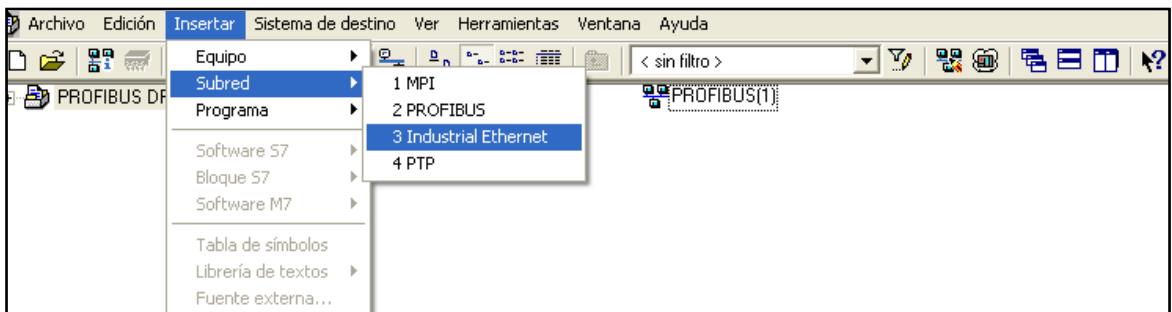 Archivo Edición Insertar Sistema de destino Ver Herramientas Ventana Ayuda
< sin filtro >
PROFIBUS DP
PROFIBUS(1)
Equipo
Subred
Programa
Software S7
Bloque S7
Software M7
Tabla de símbolos
Librería de textos
Fuente externa...
1 MPI
2 PROFIBUS
3 Industrial Ethernet
4 PTP